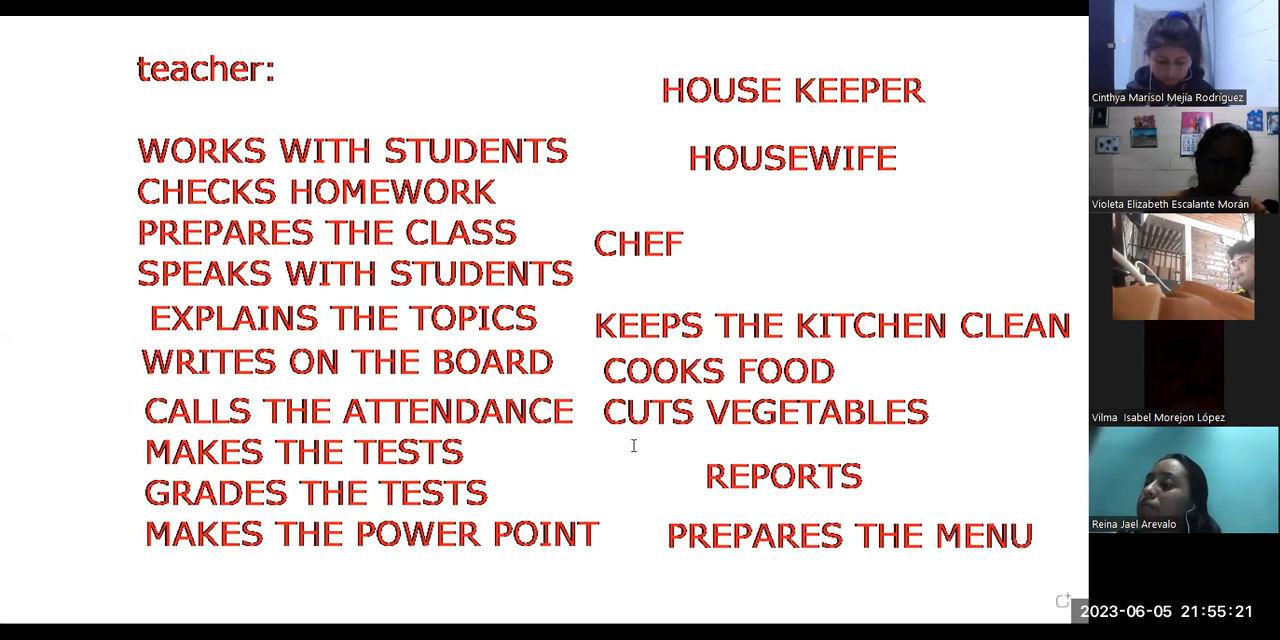 teacher:
WORKS WITH STUDENTS
CHECKS HOMEWORK
PREPARES THE CLASS
SPEAKS WITH STUDENTS
EXPLAINS THE TOPICS
WRITES ON THE BOARD
CALLS THE ATTENDANCE
MAKES THE TESTS
GRADES THE TESTS
MAKES THE POWER POINT
HOUSE KEEPER
HOUSEWIFE
CHEF
KEEPS THE KITCHEN CLEAN
COOKS FOOD
CUTS VEGETABLES
REPORTS
PREPARES THE MENU
Cinthya Marisol Mejía Rodríguez
Violeta Elizabeth Escalante Morán
Vilma Isabel Morejon López
Reina Jael Arevalo
2023-06-05 21:55:21